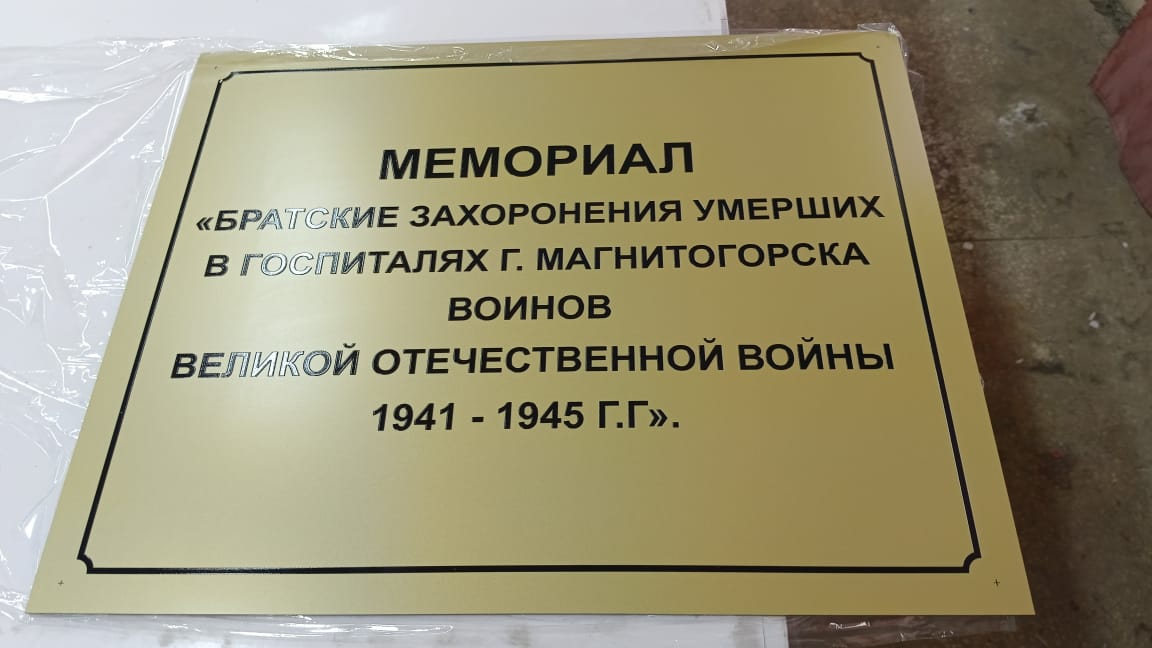 МЕМОРИАЛ
«БРАТСКИЕ ЗАХОРОНЕНИЯ УМЕРШИХ
В ГОСПИТАЛЯХ Г. МАГНИТОГОРСКА
ВОИНОВ
ВЕЛИКОЙ ОТЕЧЕСТВЕННОЙ ВОЙНЫ
1941 - 1945 Г.Г».